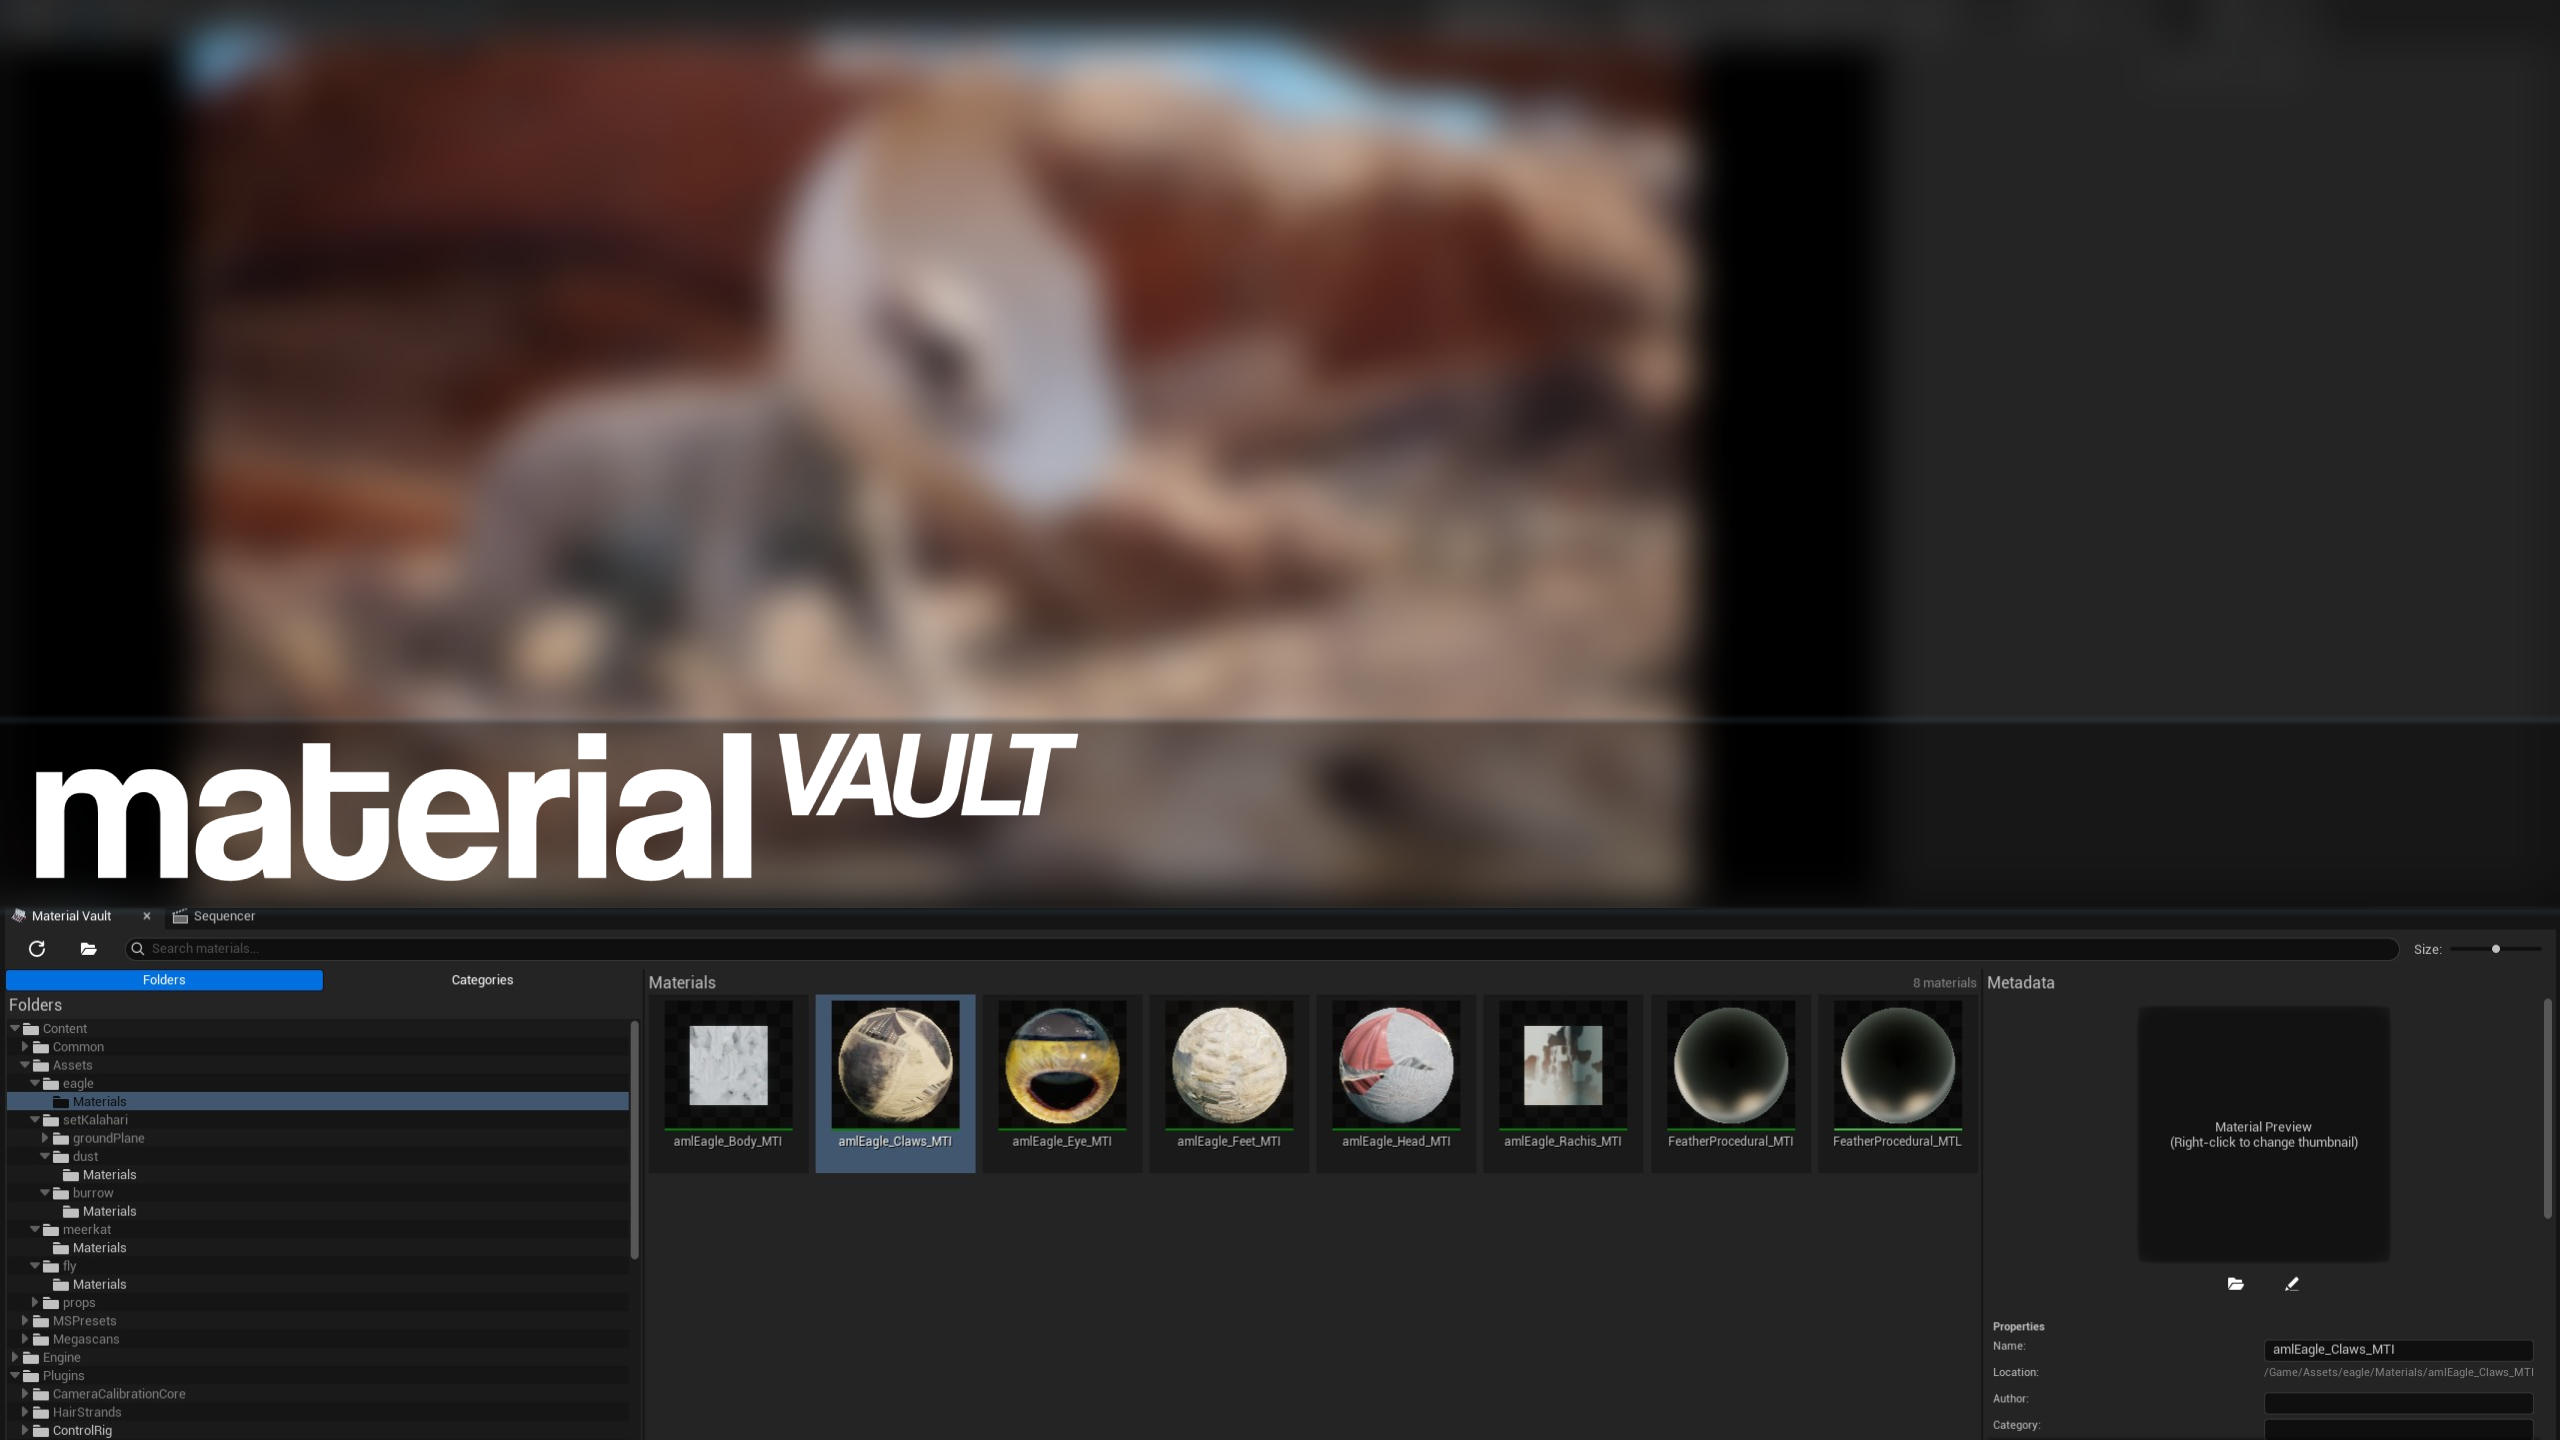 material VAULT
Material Vault
Sequencer
Search materials...
Size:
Folders
Categories
Folders
Content
Common
Assets
eagle
Materials
setKalahari
groundPlane
dust
Materials
burrow
Materials
meerkat
Materials
fly
Materials
props
MSPresets
Megascans
Engine
Plugins
CameraCalibrationCore
HairStrands
ControlRig
Materials
8 materials
amlEagle_Body_MTI
amlEagle_Claws_MTI
amlEagle_Eye_MTI
amlEagle_Feet_MTI
amlEagle_Head_MTI
amlEagle_Rachis_MTI
FeatherProcedural_MTI
FeatherProcedural_MTL
Metadata
Material Preview
(Right-click to change thumbnail)
Properties
Name:
amlEagle_Claws_MTI
Location:
/Game/Assets/eagle/Materials/amlEagle_Claws_MTI
Author:
Category: